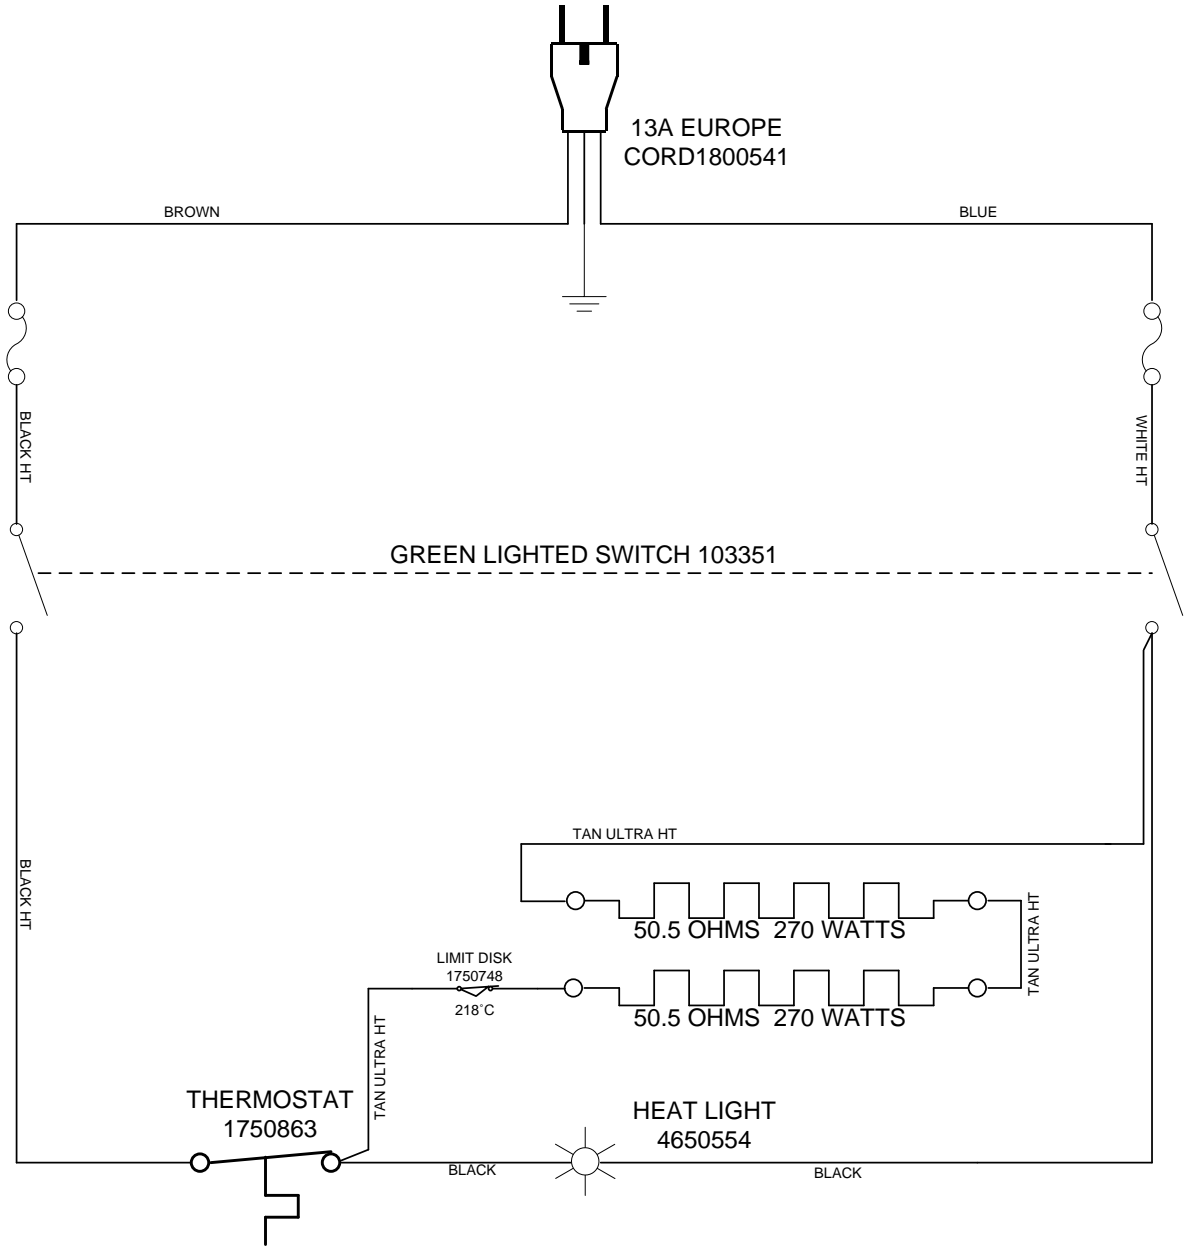 13A EUROPE
CORD1800541
BROWN
BLUE
BLACK HT
WHITE HT
GREEN LIGHTED SWITCH 103351
TAN ULTRA HT
BLACK HT
50.5 OHMS 270 WATTS
TAN ULTRA HT
LIMIT DISK
1750748
218°C
50.5 OHMS 270 WATTS
TAN ULTRA HT
THERMOSTAT
1750863
HEAT LIGHT
4650554
BLACK
BLACK